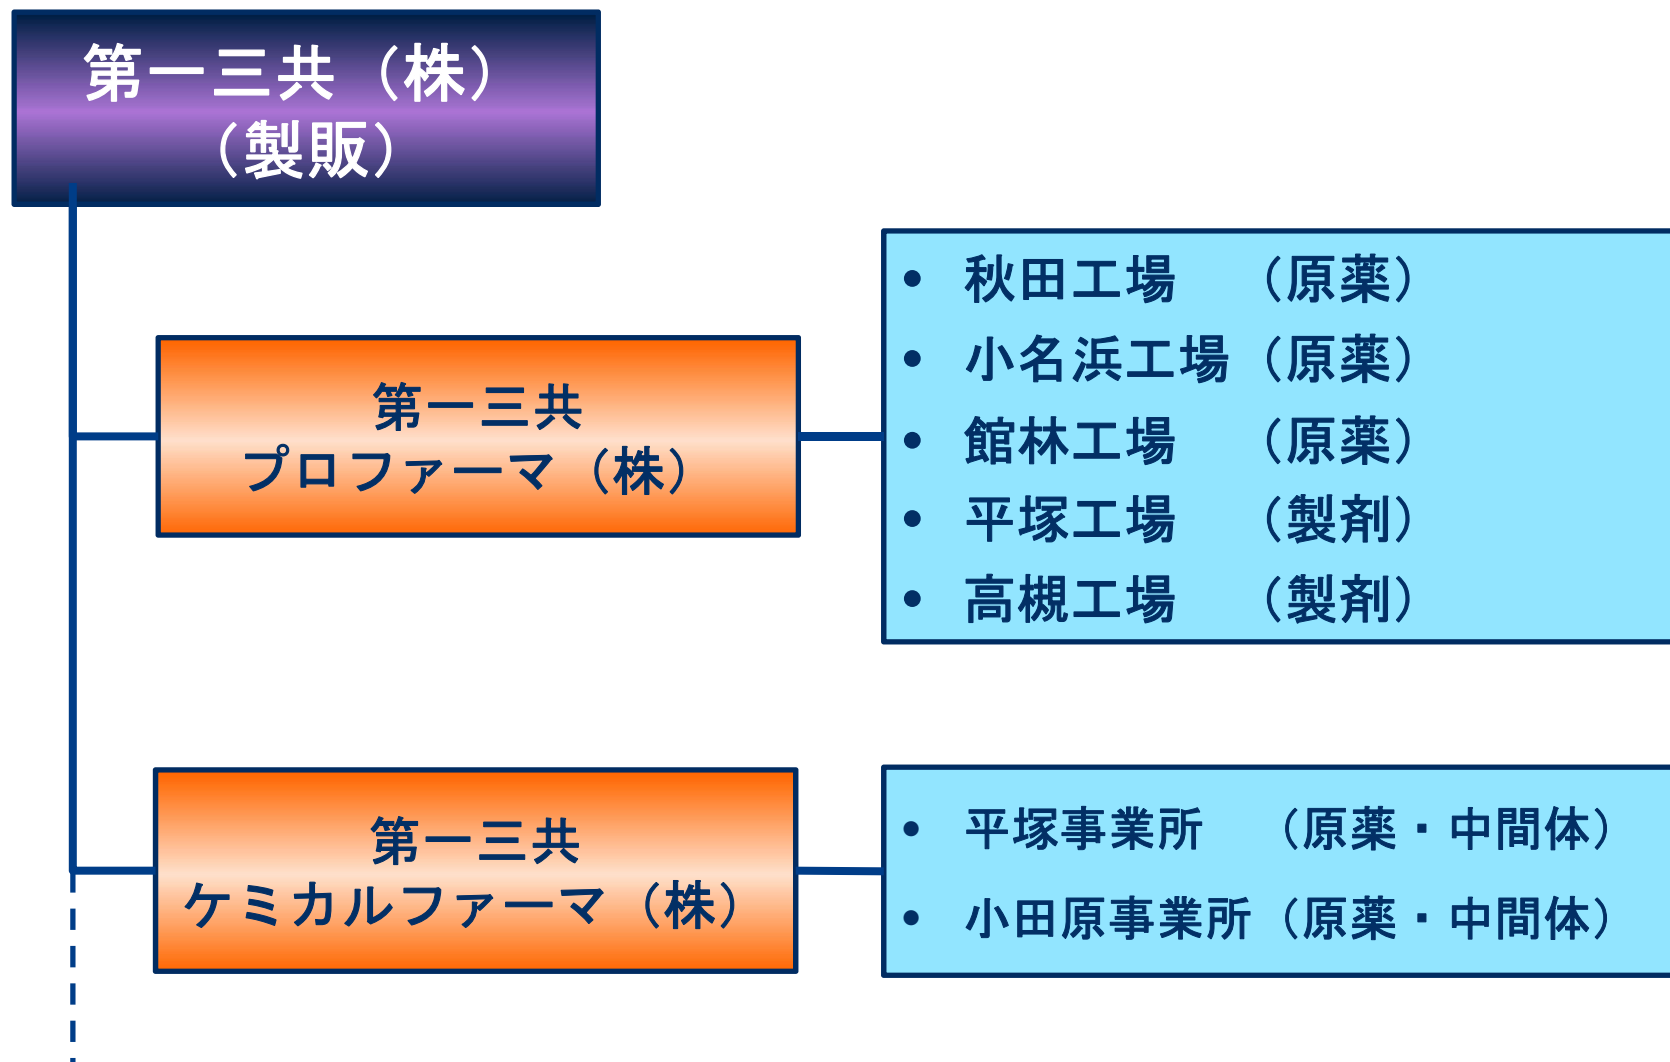 第一三共（株）
（製販）
第一三共
プロファーマ（株）
• 秋田工場　（原薬）
• 小名浜工場（原薬）
• 館林工場　（原薬）
• 平塚工場　（製剤）
• 高槻工場　（製剤）
第一三共
ケミカルファーマ（株）
• 平塚事業所　（原薬・中間体）
• 小田原事業所（原薬・中間体）